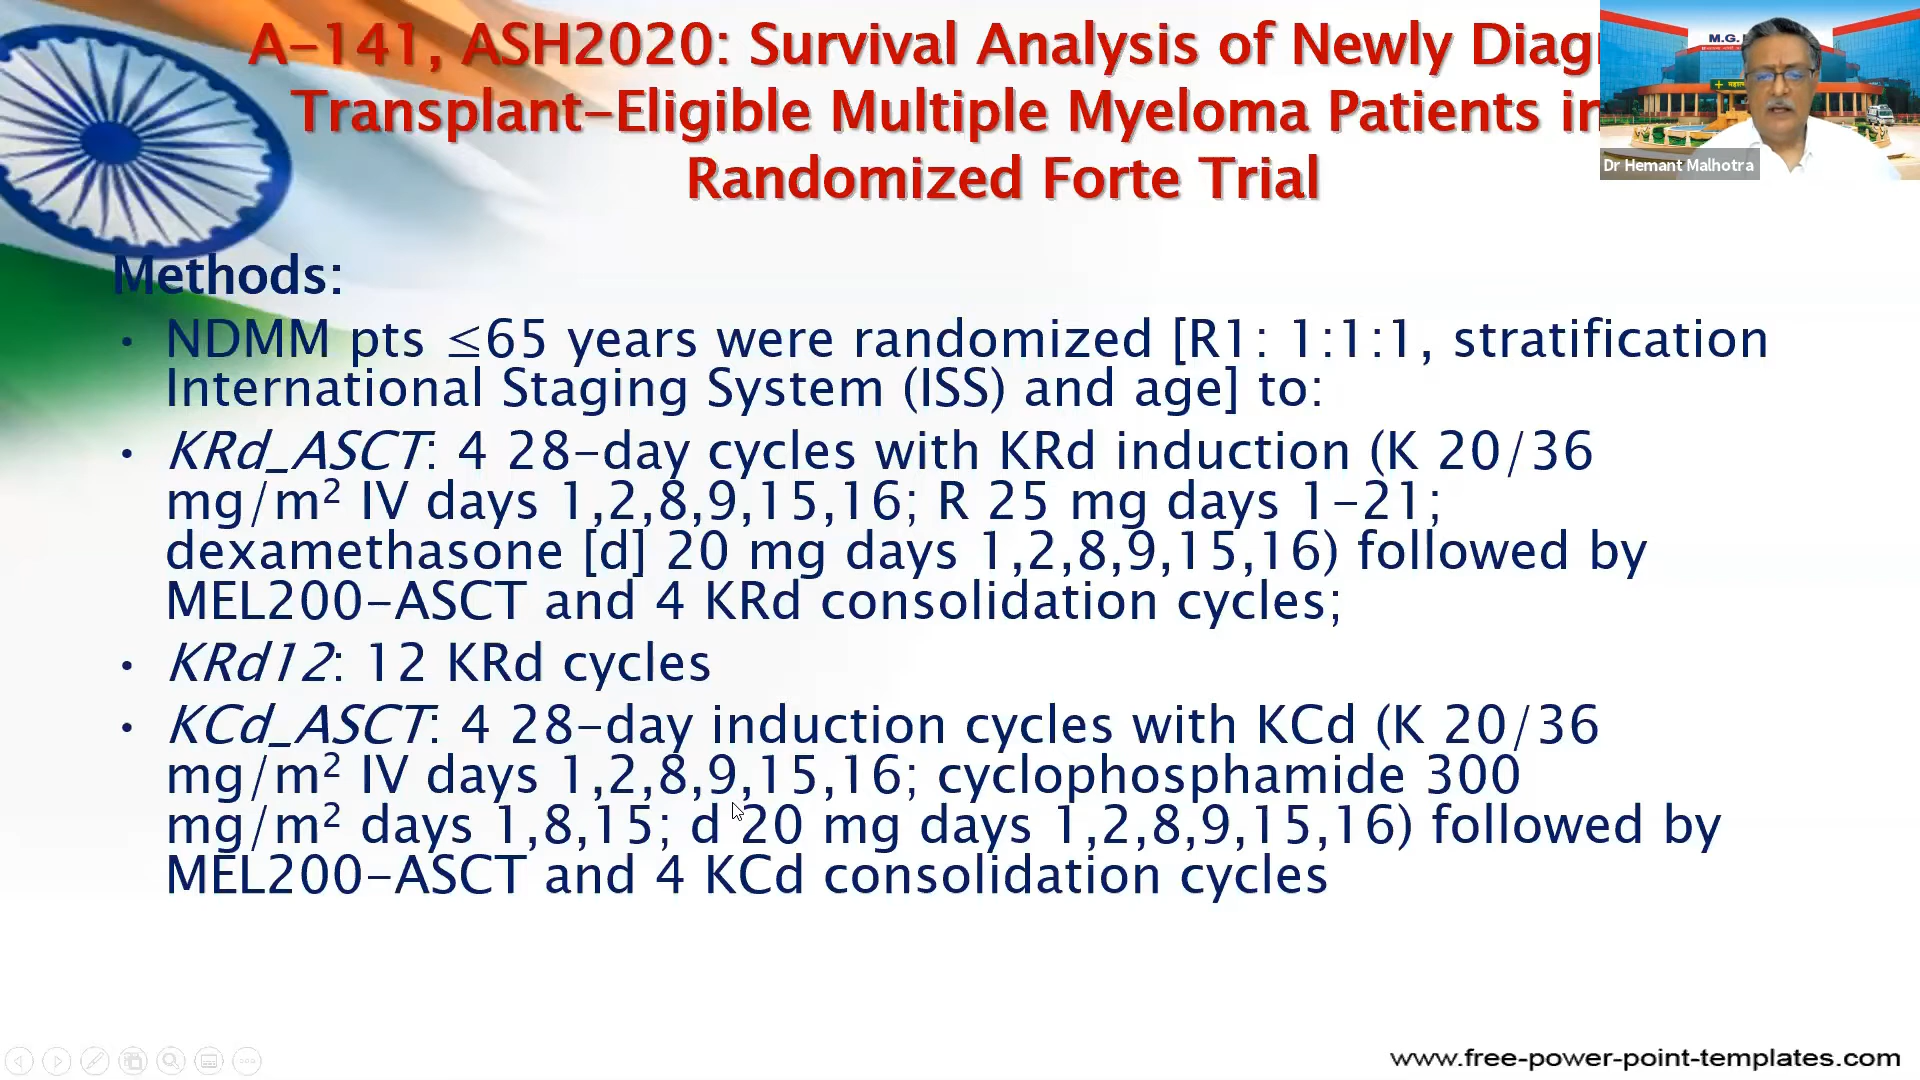 A-141, ASH2020: Survival Analysis of Newly
Transplant-Eligible Multiple Myeloma Patients
Randomized Forte Trial
M.G.
Dr Hemant Malhotra
Methods:
• NDMM pts ≤65 years were randomized [R1: 1:1:1, stratification
International Staging System (ISS) and age] to:
• KRd_ASCT: 4 28-day cycles with KRd induction (K 20/36
mg/m² IV days 1,2,8,9,15,16; R 25 mg days 1-21;
dexamethasone [d] 20 mg days 1,2,8,9,15,16) followed by
MEL200-ASCT and 4 KRd consolidation cycles;
• KRd12: 12 KRd cycles
• KCd_ASCT: 4 28-day induction cycles with KCd (K 20/36
mg/m² IV days 1,2,8,9,15,16; cyclophosphamide 300
mg/m² days 1,8,15; d 20 mg days 1,2,8,9,15,16) followed by
MEL200-ASCT and 4 KCd consolidation cycles
www.free-power-point-templates.com